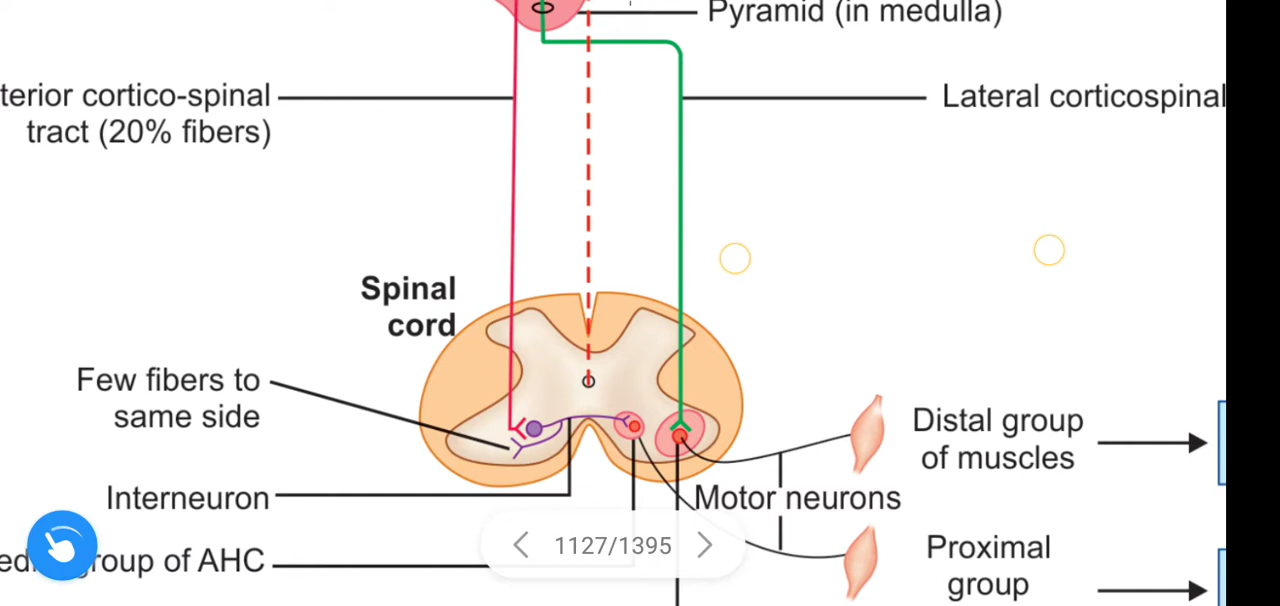 Pyramid (in medulla)
terior cortico-spinal
tract (20% fibers)
Lateral corticospinal
Spinal
cord
Few fibers to
same side
Distal group
of muscles
Interneuron
Motor neurons
1127/1395
group of AHC
Proximal
group